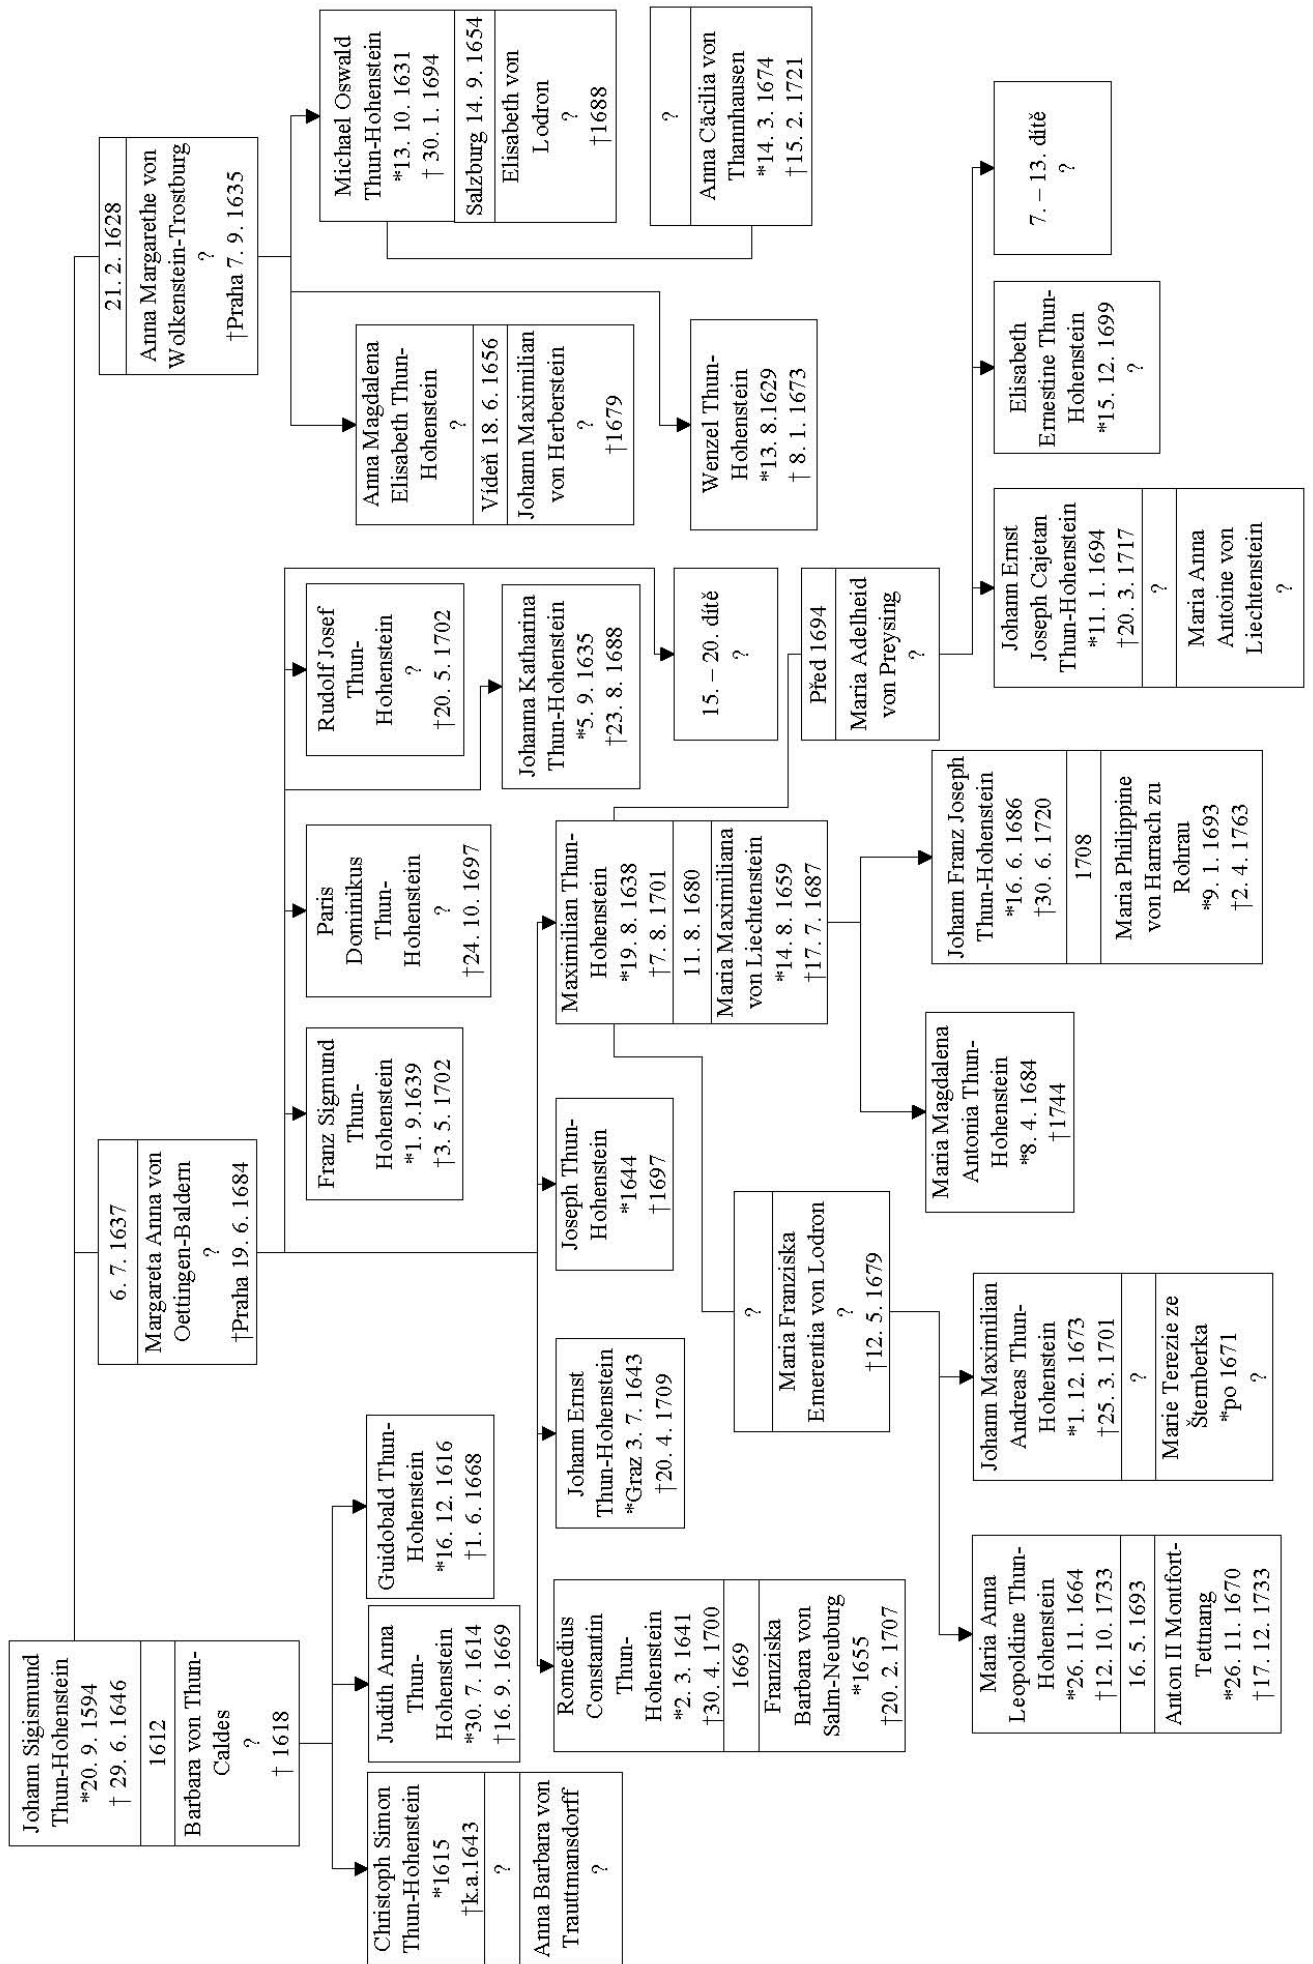 Johann Sigismund
Thun-Hohenstein
*20. 9. 1594
† 29. 6. 1646
1612
Barbara von Thun-
Caldes
?
† 1618
6. 7. 1637
Margareta Anna von
Oettingen-Baldern
?
†Praha 19. 6. 1684
21. 2. 1628
Anna Margarethe von
Wolkenstein-Trostburg
?
†Praha 7. 9. 1635
Christoph Simon
Thun-Hohenstein
*1615
†k.a.1643
?
Anna Barbara von
Trauttmansdorff
?
Judith Anna
Thun-
Hohenstein
*30. 7. 1614
†16. 9. 1669
Guidobald Thun-
Hohenstein
*16. 12. 1616
†1. 6. 1668
Franz Sigmund
Thun-
Hohenstein
*1. 9.1639
†3. 5. 1702
Paris
Dominikus
Thun-
Hohenstein
?
†24. 10. 1697
Rudolf Josef
Thun-
Hohenstein
?
†20. 5. 1702
Johanna Katharina
Thun-Hohenstein
*5. 9. 1635
†23. 8. 1688
15. – 20. dítě
?
Anna Magdalena
Elisabeth Thun-
Hohenstein
?
Vídeň 18. 6. 1656
Johann Maximilian
von Herberstein
?
†1679
Wenzel Thun-
Hohenstein
*13. 8.1629
† 8. 1. 1673
Michael Oswald
Thun-Hohenstein
*13. 10. 1631
† 30. 1. 1694
Salzburg 14. 9. 1654
Elisabeth von
Lodron
?
†1688
?
Anna Cäcilia von
Thannhausen
*14. 3. 1674
†15. 2. 1721
Romedius
Constantin
Thun-
Hohenstein
*2. 3. 1641
†30. 4. 1700
1669
Franziska
Barbara von
Salm-Neuburg
*1655
†20. 2. 1707
Johann Ernst
Thun-Hohenstein
*Graz 3. 7. 1643
†20. 4. 1709
Joseph Thun-
Hohenstein
*1644
†1697
Maximilian Thun-
Hohenstein
*19. 8. 1638
†7. 8. 1701
11. 8. 1680
Maria Maximiliana
von Liechtenstein
*14. 8. 1659
†17. 7. 1687
?
Maria Franziska
Emerentia von Lodron
?
†12. 5. 1679
Před 1694
Maria Adelheid
von Preysing
?
Maria Anna
Leopoldine Thun-
Hohenstein
*26. 11. 1664
†12. 10. 1733
16. 5. 1693
Anton II Montfort-
Tettnang
*26. 11. 1670
†17. 12. 1733
Johann Maximilian
Andreas Thun-
Hohenstein
*1. 12. 1673
†25. 3. 1701
?
Marie Terezie ze
Šternberka
*po 1671
?
Maria Magdalena
Antonia Thun-
Hohenstein
*8. 4. 1684
†1744
Johann Franz Joseph
Thun-Hohenstein
*16. 6. 1686
†30. 6. 1720
1708
Maria Philippine
von Harrach zu
Rohrau
*9. 1. 1693
†2. 4. 1763
Johann Ernst
Joseph Cajetan
Thun-Hohenstein
*11. 1. 1694
†20. 3. 1717
?
Maria Anna
Antoine von
Liechtenstein
?
Elisabeth
Ernestine Thun-
Hohenstein
*15. 12. 1699
?
7. – 13. dítě
?